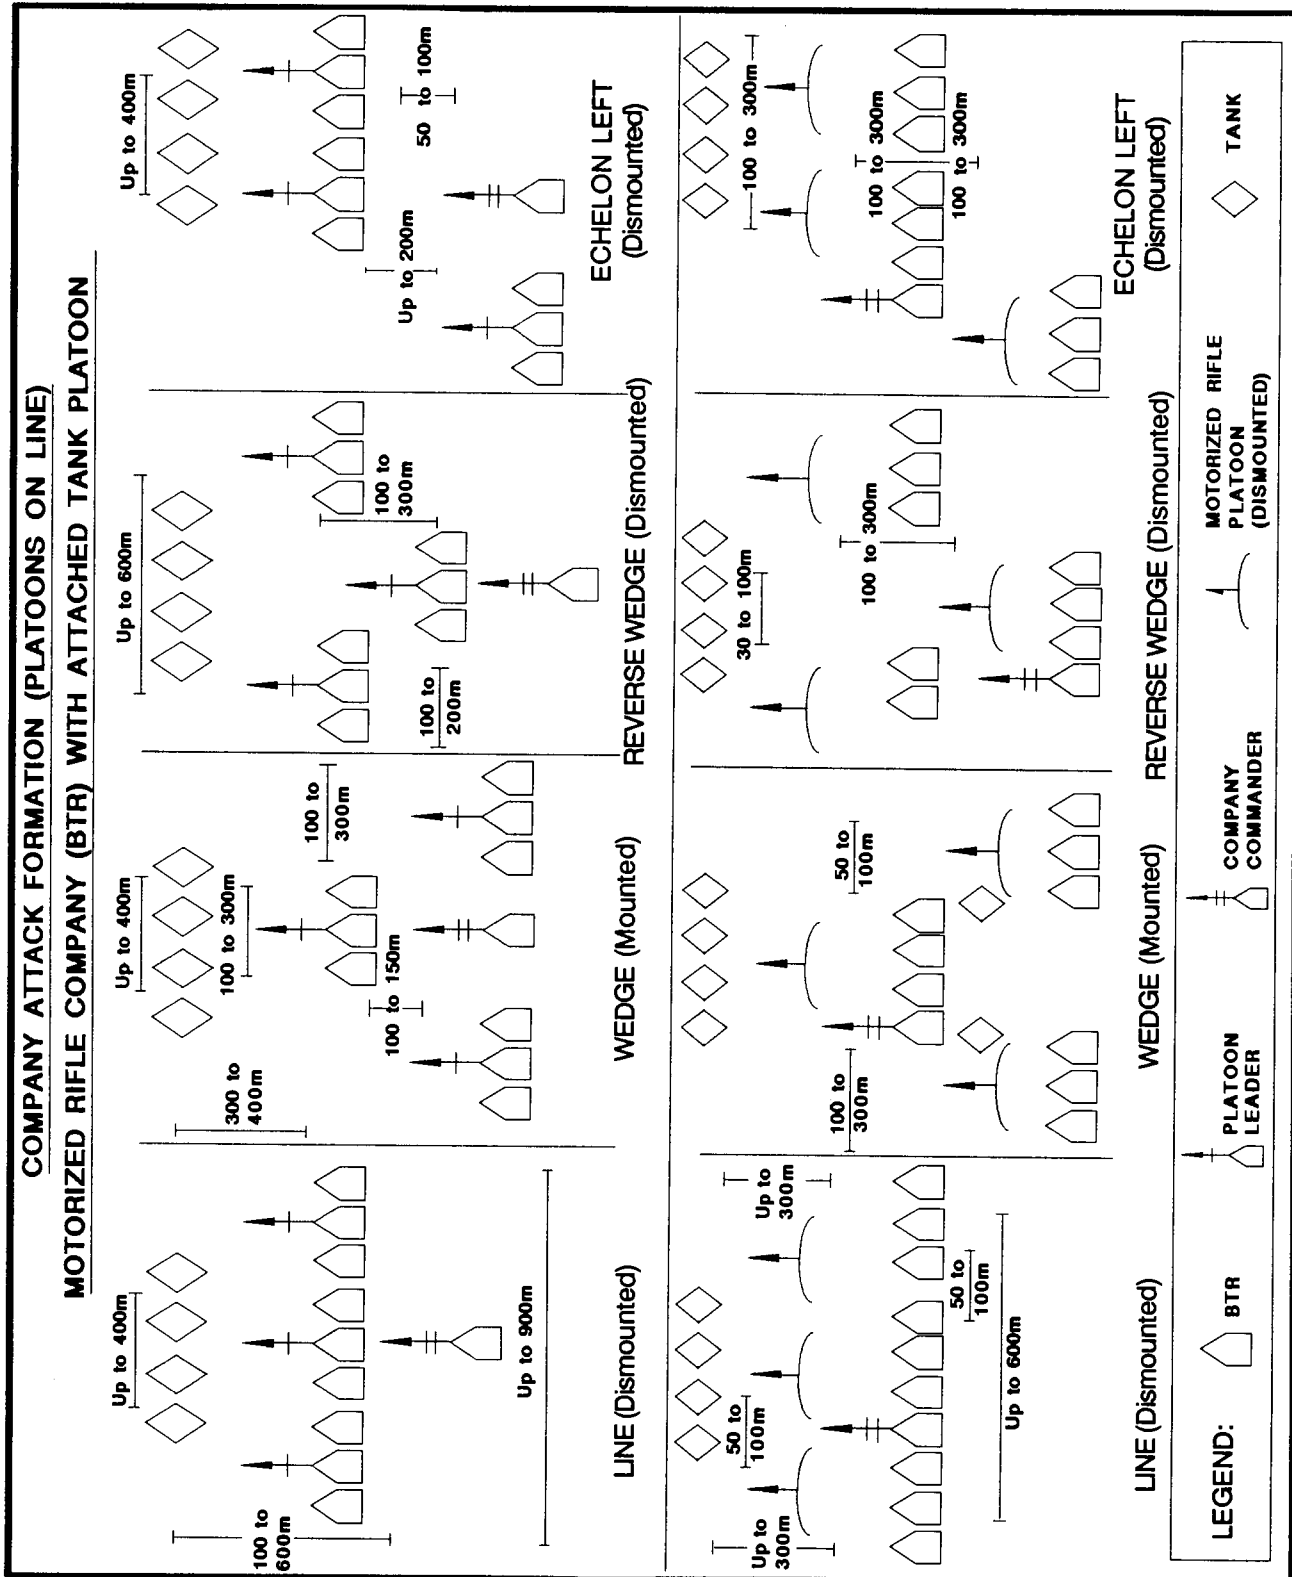 COMPANY ATTACK FORMATION (PLATOONS ON LINE)
MOTORIZED RIFLE COMPANY (BTR) WITH ATTACHED TANK PLATOON
100 to
600m
Up to 400m
Up to 900m
LINE (Dismounted)
300 to
400m
Up to 400m
100 to 300m
100 to 150m
100 to
300m
WEDGE (Mounted)
Up to 600m
100 to
200m
100 to
300m
REVERSE WEDGE (Dismounted)
Up to 400m
Up to 200m
50 to 100m
ECHELON LEFT
(Dismounted)
Up to
300m
50 to
100m
Up to
300m
50 to
100m
Up to 600m
LINE (Dismounted)
100 to
300m
50 to
100m
WEDGE (Mounted)
30 to 100m
100 to 300m
REVERSE WEDGE (Dismounted)
100 to 300m
100 to 300m
100 to 300m
ECHELON LEFT
(Dismounted)
LEGEND:
BTR
PLATOON
LEADER
COMPANY
COMMANDER
MOTORIZED RIFLE
PLATOON
(DISMOUNTED)
TANK